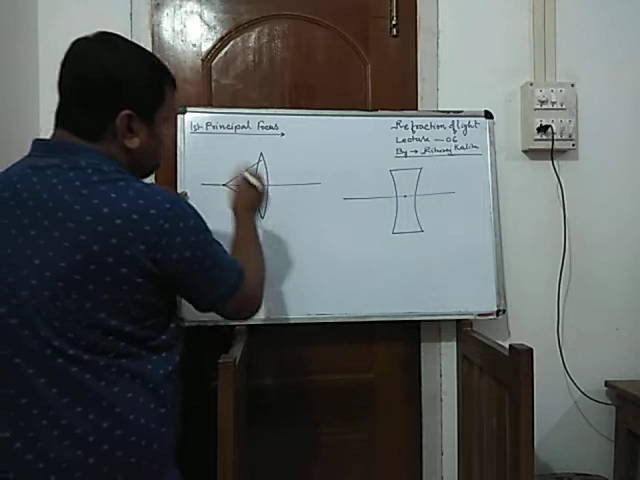 1st Principal Focus
Refraction of light
Lecture — 06
By → Rituraj Kalita